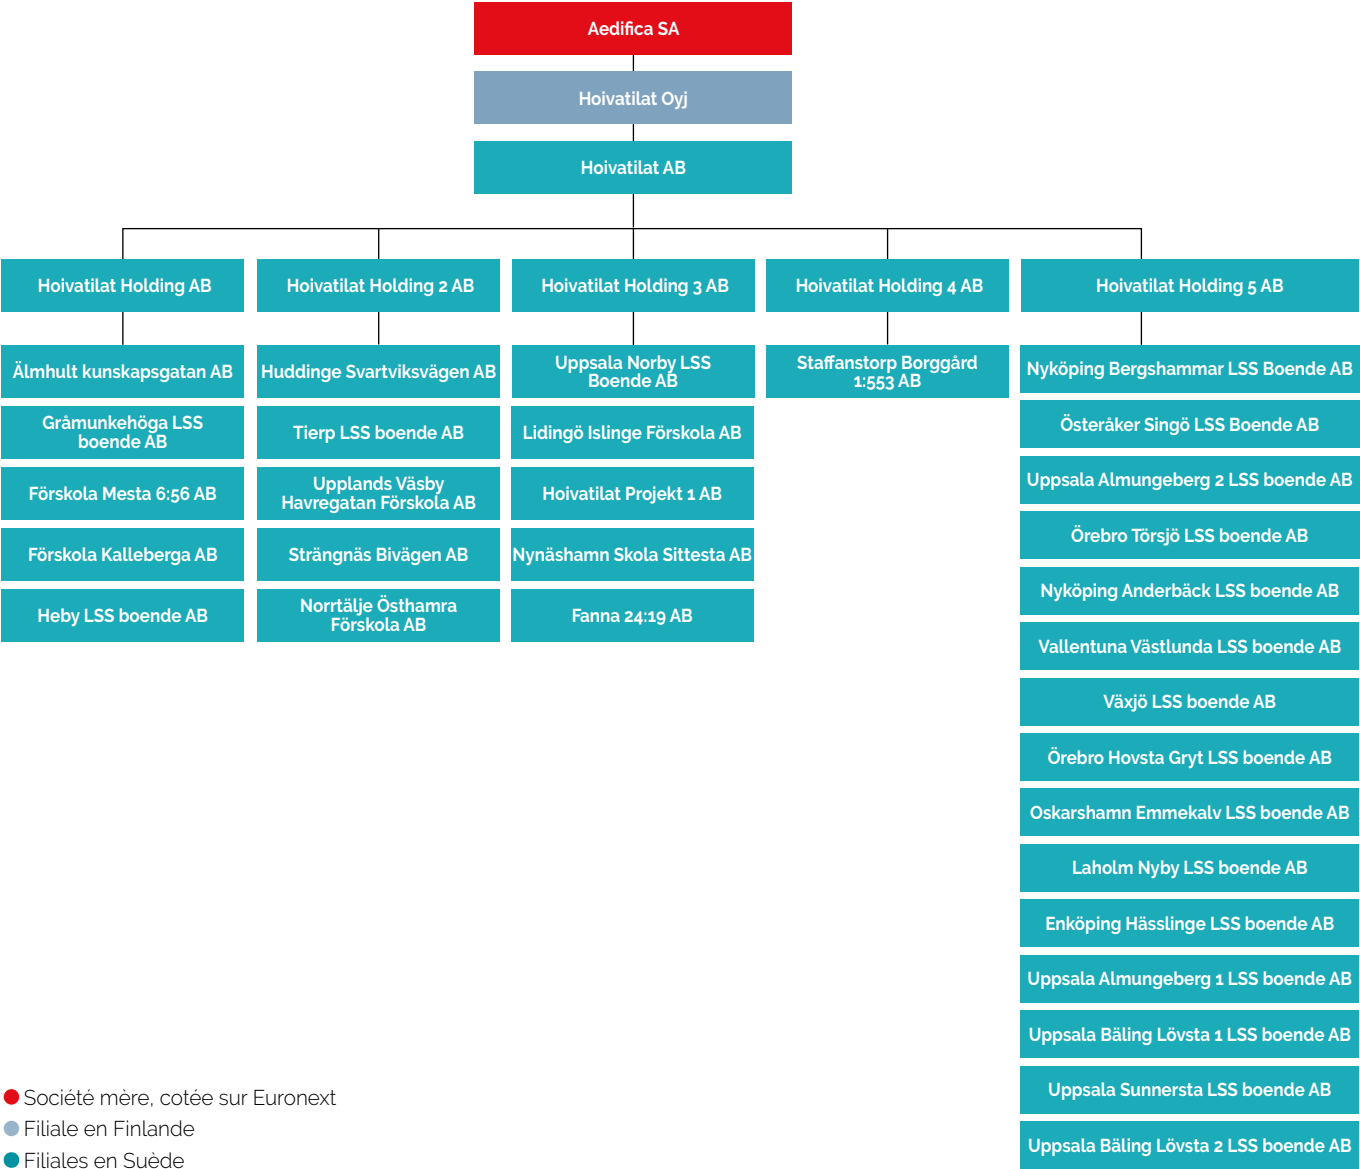 Aedifica SA
Hoivatilat Oyj
Hoivatilat AB
Hoivatilat Holding AB
Älmhult kunskapsgatan AB
Gråmunkehöga LSS
boende AB
Förskola Mesta 6:56 AB
Förskola Kalleberga AB
Heby LSS boende AB
Hoivatilat Holding 2 AB
Huddinge Svartviksvägen AB
Tierp LSS boende AB
Upplands Väsby
Havregatan Förskola AB
Strängnäs Bivägen AB
Norrtälje Östhamra
Förskola AB
Hoivatilat Holding 3 AB
Uppsala Norby LSS
Boende AB
Lidingö Islinge Förskola AB
Hoivatilat Projekt 1 AB
Nynäshamn Skola Sittesta AB
Fanna 24:19 AB
Hoivatilat Holding 4 AB
Staffanstorp Borggård
1:553 AB
Hoivatilat Holding 5 AB
Nyköping Bergshammar LSS Boende AB
Österåker Singö LSS Boende AB
Uppsala Almungeberg 2 LSS boende AB
Örebro Törsjö LSS boende AB
Nyköping Anderbäck LSS boende AB
Vallentuna Västlunda LSS boende AB
Växjö LSS boende AB
Örebro Hovsta Gryt LSS boende AB
Oskarshamn Emmekalv LSS boende AB
Laholm Nyby LSS boende AB
Enköping Hässlinge LSS boende AB
Uppsala Almungeberg 1 LSS boende AB
Uppsala Bäling Lövsta 1 LSS boende AB
Uppsala Sunnersta LSS boende AB
Uppsala Bäling Lövsta 2 LSS boende AB
Société mère, cotée sur Euronext
Filiale en Finlande
Filiales en Suède